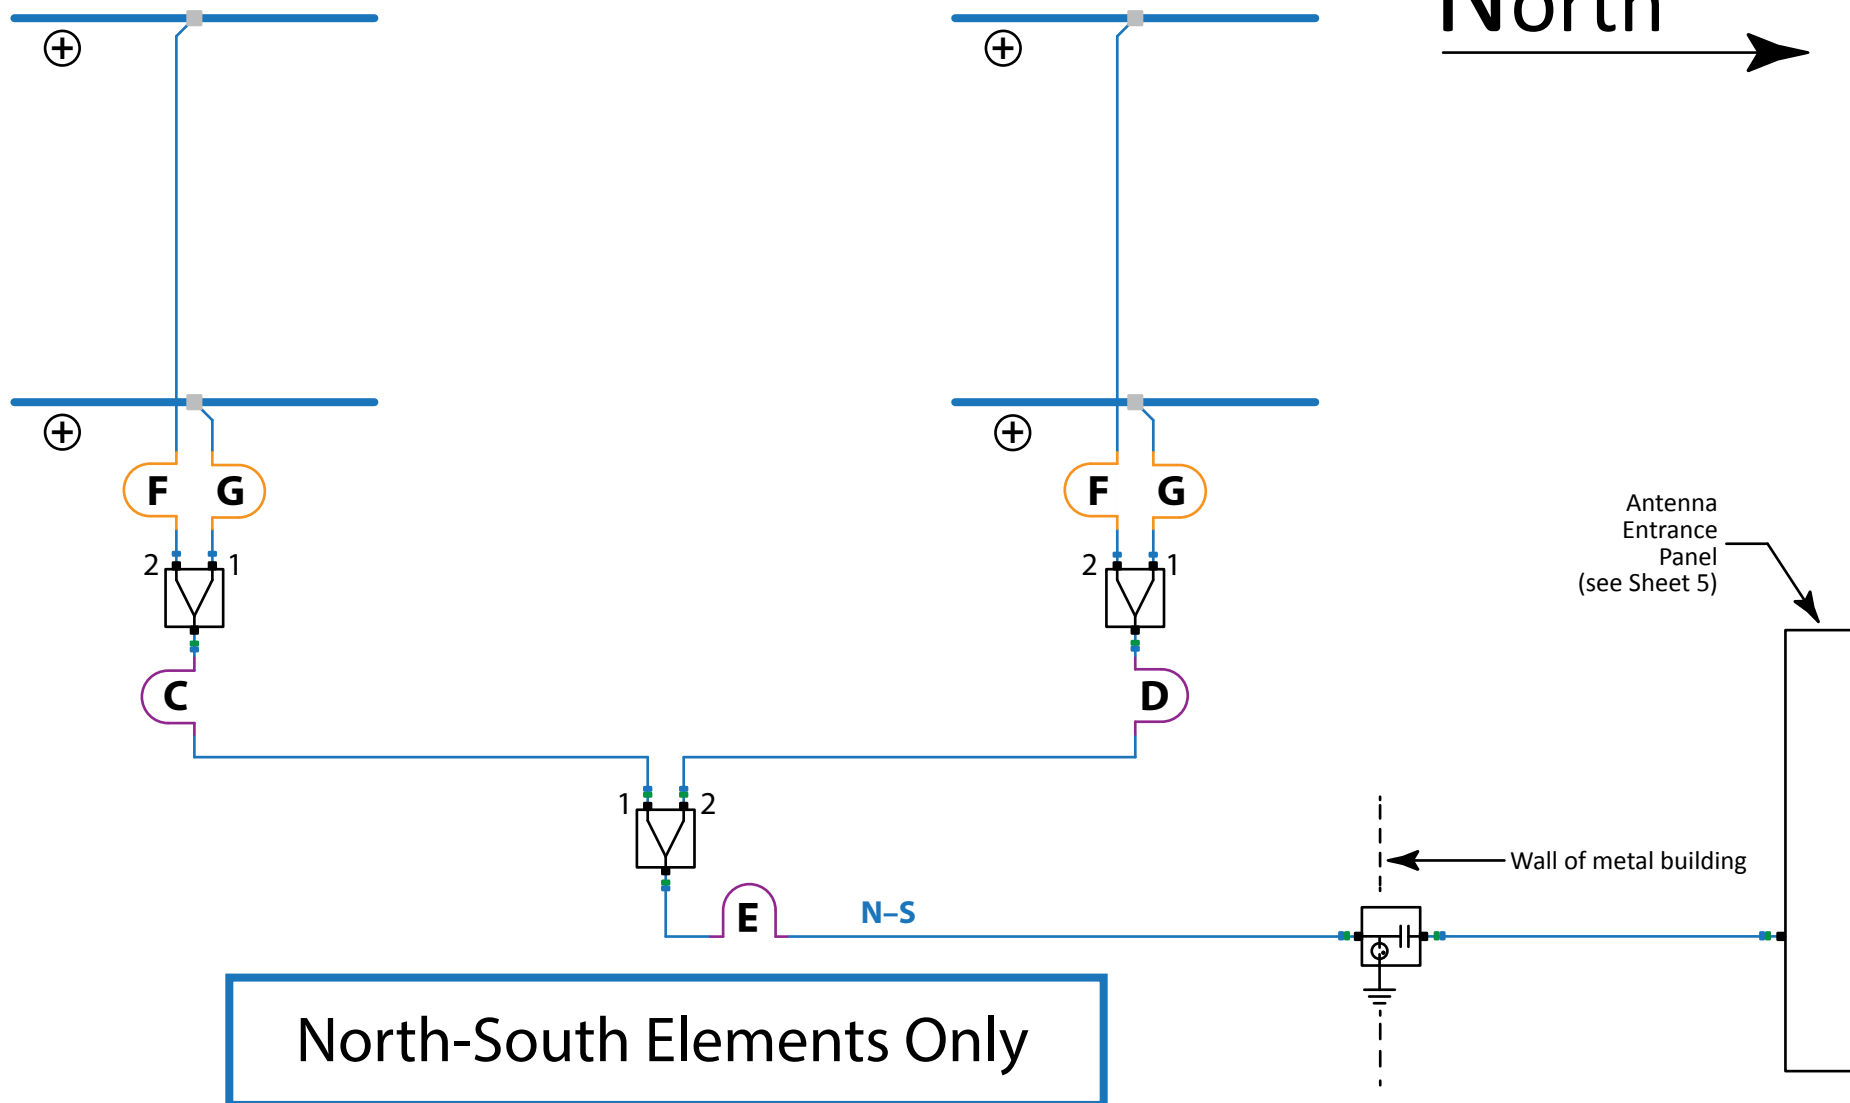 North
F G
F G
Antenna
Entrance
Panel
(see Sheet 5)
2 1
2 1
C
D
1 2
Wall of metal building
E
N–S
North-South Elements Only